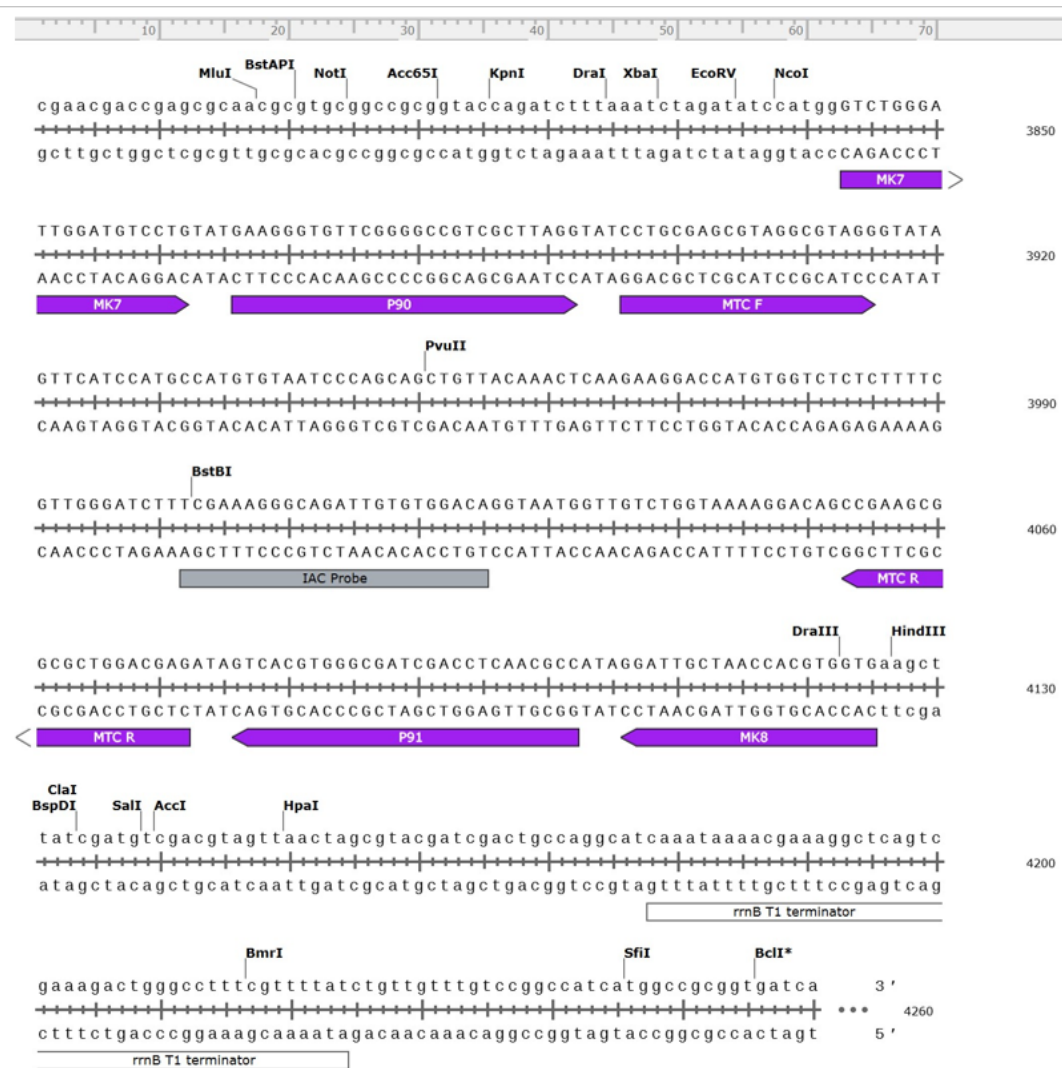 10 20 30 40 50 60 70
BstAPI
MluI NotI Acc65I KpnI DraI XbaI EcoRV NcoI
cgaacgaccgagcgcaacgcgtgcggccgcggtaccagatctttaaatctagatatccatggGTCTGGGA
3850
gcttgctggctcgcgttgcgcacgccggcgccatggtctagaaatttagatctataggtaccCAGACCCT
MK7
TTGGATGTCCTGTATGAAGGGTGTTCGGGGCCGTCGCTTAGGTATCCTGCGAGCGTAGGCGTAGGGTATA
3920
AACCTACAGGACATACTTCCCACAAGCCCCGGCAGCGAATCCATAGGACGCTCGCATCCGCATCCCATAT
MK7 P90 MTC F
PvuII
GTTCATCCATGCCATGTGTAATCCCAGCAGCTGTTACAAACTCAAGAAGGACCATGTGGTCTCTCTTTTC
3990
CAAGTAGGTACGGTACACATTAGGGTCGTCGACAATGTTTGAGTTCTTCCTGGTACACCAGAGAGAAAAG
BstBI
GTTGGGATCTTTCGAAAGGGCAGATTGTGTGGACAGGTAATGGTTGTCTGGTAAAAGGACAGCCGAAGCG
4060
CAACCCTAGAAAGCTTTCCCGTCTAACACACCTGTCCATTACCAACAGACCATTTTCCTGTCGGCTTCGC
IAC Probe MTC R
DraIII HindIII
GCGCTGGACGAGATAGTCACGTGGGCGATCGACCTCAACGCCATAGGATTGCTAACCACGTGGTGAagct
4130
CGCGACCTGCTCTATCAGTGCACCCGCTAGCTGGAGTTGCGGTATCCTAACGATTGGTGCACCACttcga
MTC R P91 MK8
ClaI
BspDI SalI AccI HpaI
tatcgatgtcgacgtagttaactagcgtacgatcgactgccaggcatcaaataaaacgaaaggctcagtc
4200
atagctacagctgcatcaattgatcgcatgctagctgacggtccgtagtttattttgctttccgagtcag
rrnB T1 terminator
BmrI SfiI BclI*
gaaagactgggcctttcgttttatctgttgtttgtccggccatcatggccgcggtgatca 3'
4260
ctttctgacccggaaagcaaaatagacaacaaacaggccggtagtaccggcgccactagt 5'
rrnB T1 terminator